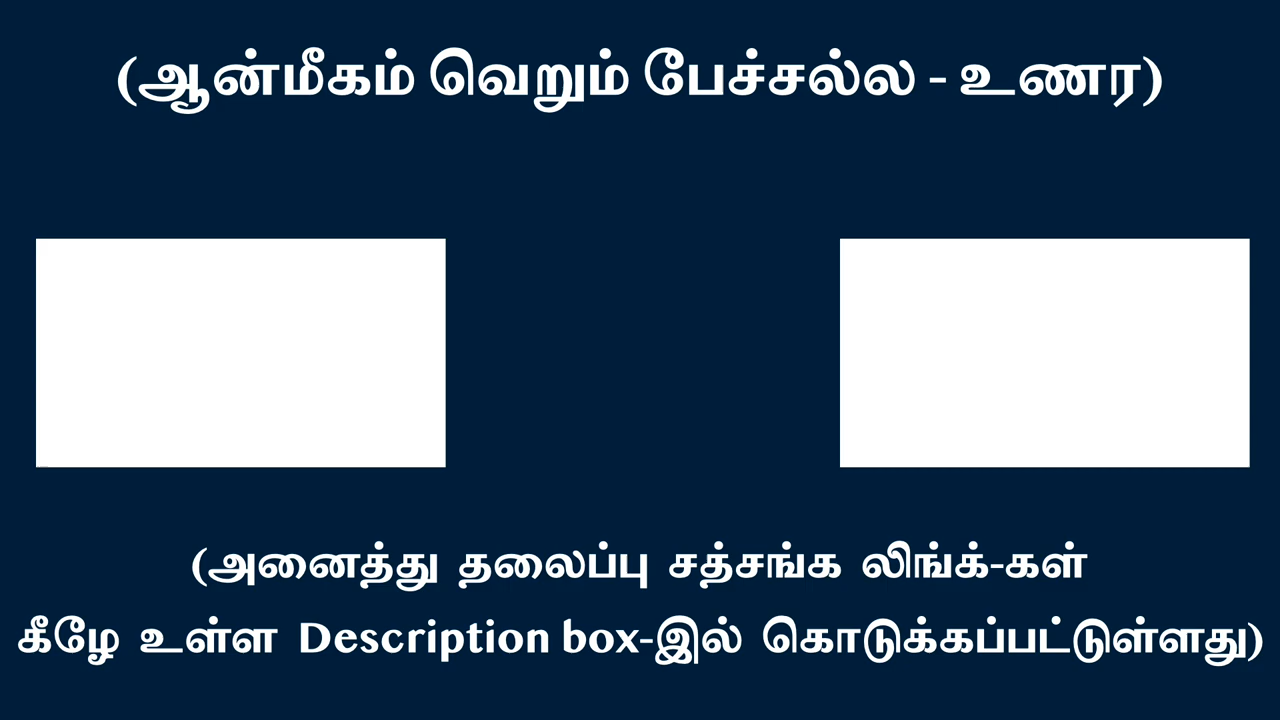 (ஆன்மீகம் வெறும் பேச்சல்ல - உணர)
(அனைத்து தலைப்பு சத்சங்க லிங்க்-கள்
கீழே உள்ள Description box-இல் கொடுக்கப்பட்டுள்ளது)